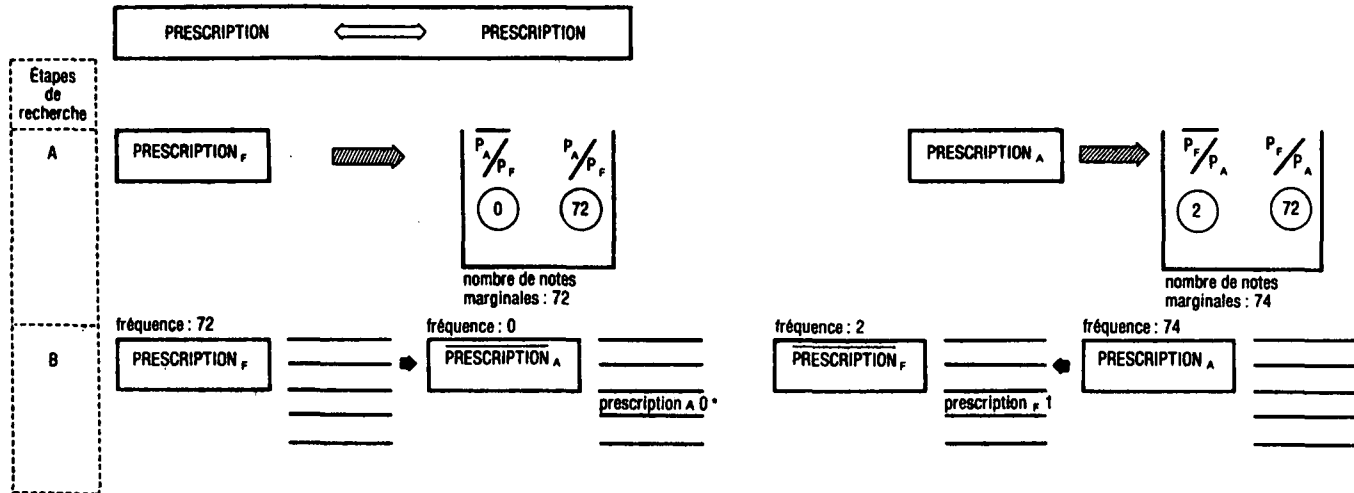 PRESCRIPTION PRESCRIPTION
Étapes
de
recherche
A
PRESCRIPTION F
P A / P F P A / P F
0 72
nombre de notes
marginales : 72
PRESCRIPTION A
P F / P A P F / P A
2 72
nombre de notes
marginales : 74
B
fréquence : 72
PRESCRIPTION F
fréquence : 0
PRESCRIPTION A
prescription A 0 *
fréquence : 2
PRESCRIPTION F
prescription F 1
fréquence : 74
PRESCRIPTION A